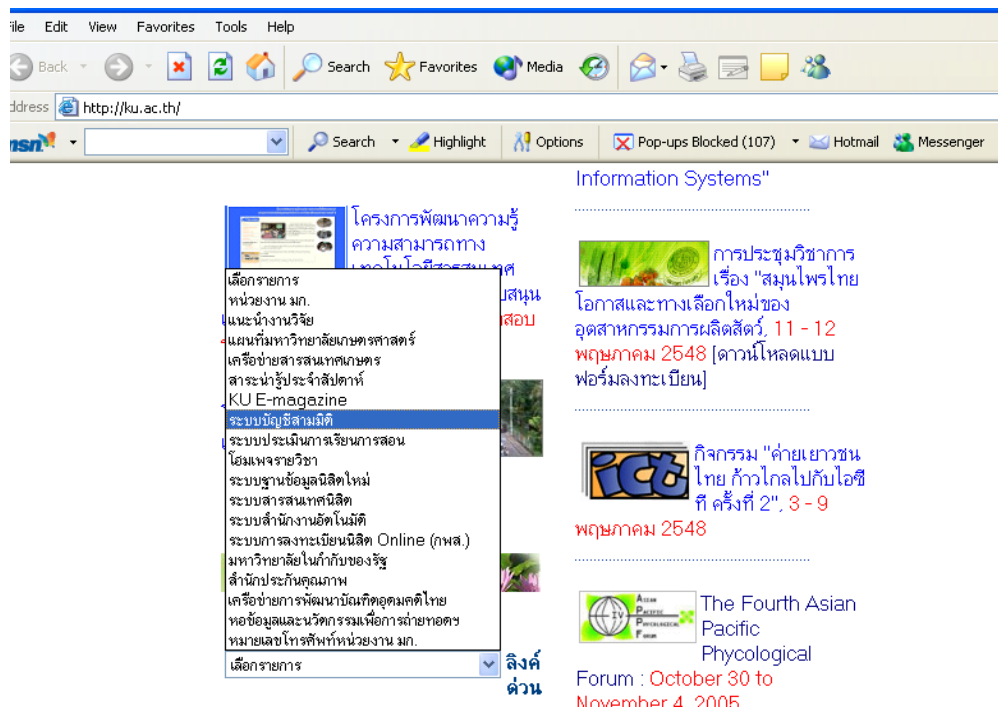 File Edit View Favorites Tools Help
Back Search Favorites Media
Address http://ku.ac.th/
msn Search Highlight Options Pop-ups Blocked (107) Hotmail Messenger
โครงการพัฒนาความรู้
ความสามารถทาง
เทคโนโลยีสารสนเทศ
เลือกรายการ
หน่วยงาน มก.
แนะนำงานวิจัย
แผนที่มหาวิทยาลัยเกษตรศาสตร์
เครือข่ายสารสนเทศเกษตร
สาระน่ารู้ประจำสัปดาห์
KU E-magazine
ระบบบัญชีสามมิติ
ระบบประเมินการเรียนการสอน
โฮมเพจรายวิชา
ระบบฐานข้อมูลนิสิตใหม่
ระบบสารสนเทศนิสิต
ระบบสำนักงานอัตโนมัติ
ระบบการลงทะเบียนนิสิต Online (กพส.)
มหาวิทยาลัยในกำกับของรัฐ
สำนักประกันคุณภาพ
เครือข่ายการพัฒนาบัณฑิตอุดมคติไทย
หอข้อมูลและนวัตกรรมเพื่อการถ่ายทอดฯ
หมายเลขโทรศัพท์หน่วยงาน มก.
เลือกรายการ
ลิงค์
ด่วน
Information Systems"
การประชุมวิชาการ
เรื่อง "สมุนไพรไทย
โอกาสและทางเลือกใหม่ของ
อุตสาหกรรมการผลิตสัตว์, 11 - 12
พฤษภาคม 2548 [ดาวน์โหลดแบบ
ฟอร์มลงทะเบียน]
ict
กิจกรรม "ค่ายเยาวชน
ไทย ก้าวไกลไปกับไอซี
ที ครั้งที่ 2", 3 - 9
พฤษภาคม 2548
IV
ASIAN
PACIFIC
PHYCOLOGICAL
FORUM
The Fourth Asian
Pacific
Phycological
Forum : October 30 to
November 4, 2005